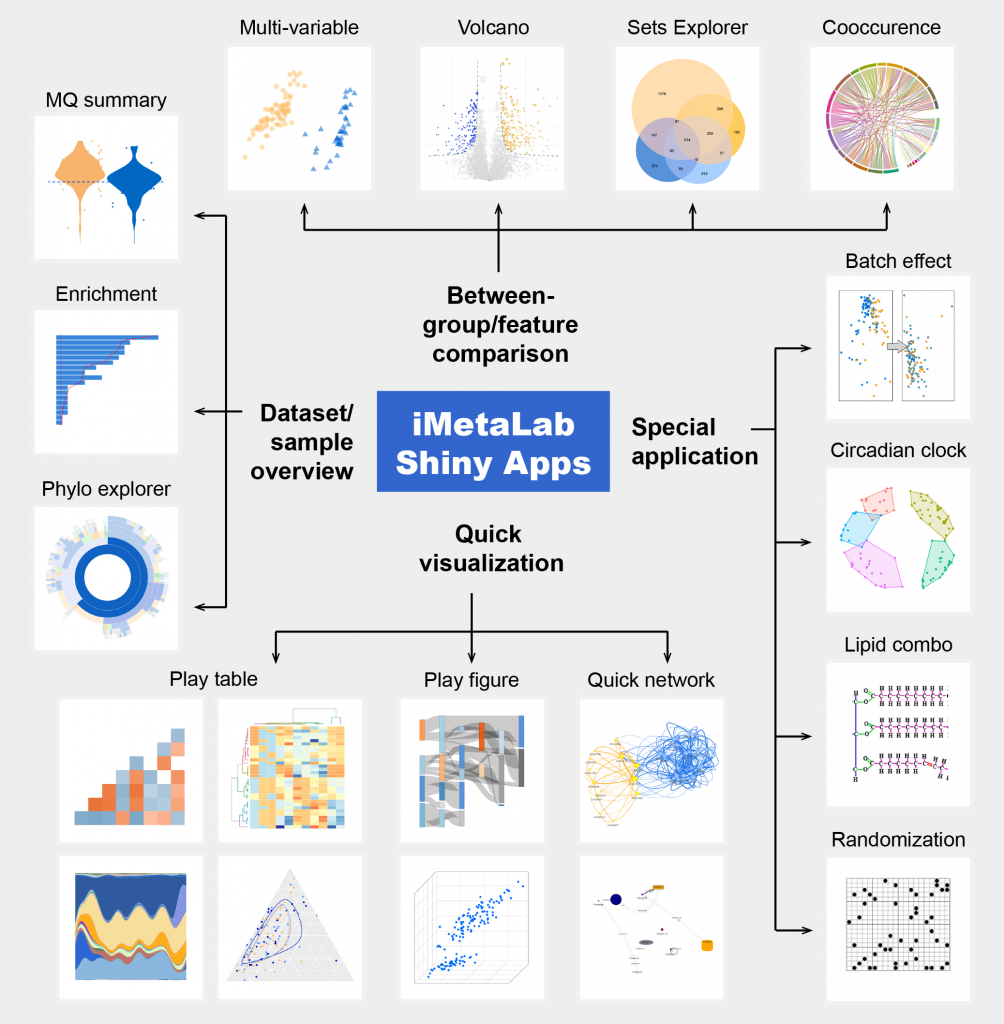 Multi-variable
Volcano
Sets Explorer
Cooccurence
MQ summary
Enrichment
Phylo explorer
Between-
group/feature
comparison
Dataset/
sample
overview
iMetaLab
Shiny Apps
Special
application
Quick
visualization
Batch effect
Circadian clock
Lipid combo
Randomization
Play table
Play figure
Quick network